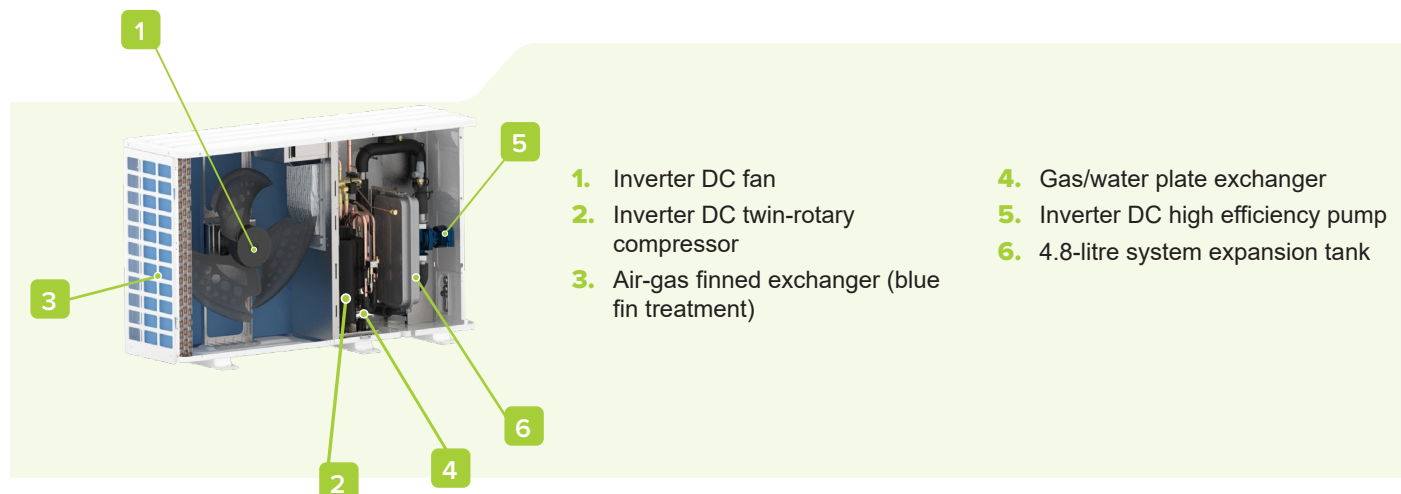 1
5
3
6
4
2
1. Inverter DC fan
2. Inverter DC twin-rotary
compressor
3. Air-gas finned exchanger (blue
fin treatment)
4. Gas/water plate exchanger
5. Inverter DC high efficiency pump
6. 4.8-litre system expansion tank